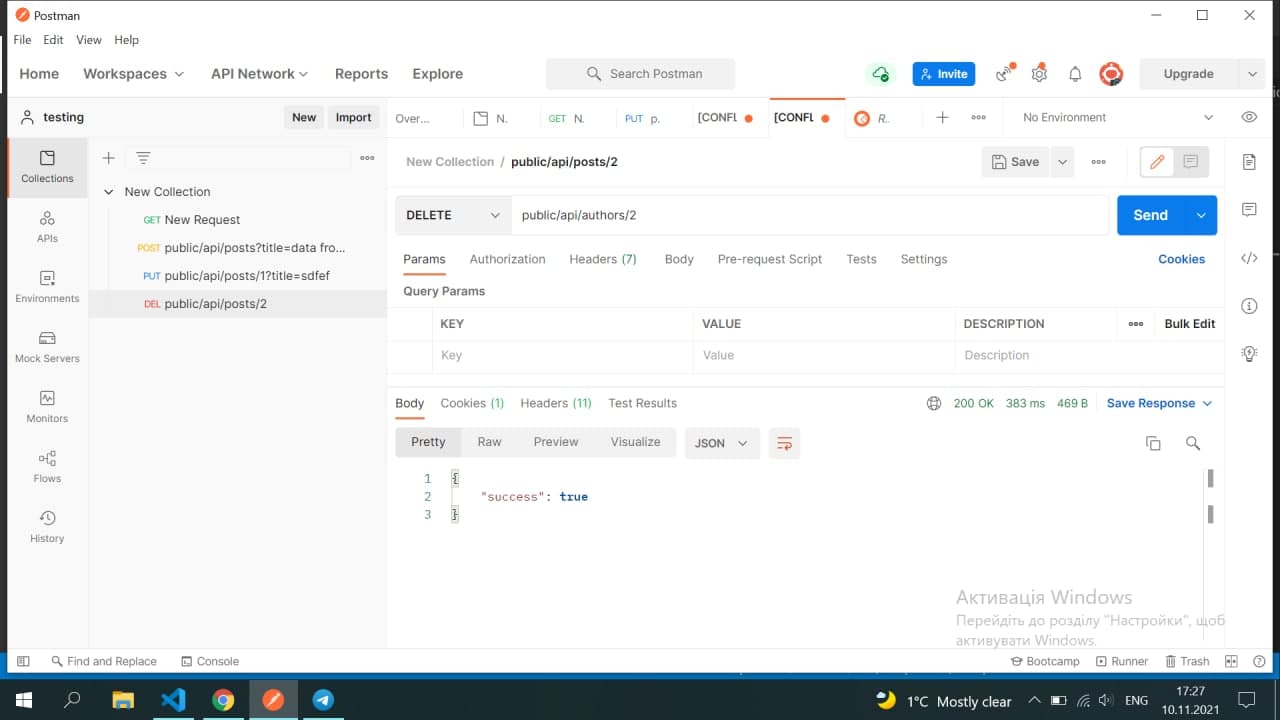 Postman
File Edit View Help
Home Workspaces API Network Reports Explore Search Postman Invite Upgrade
testing New Import Over... N. GET N. PUT p. [CONFL [CONFL R. No Environment
Collections
APIs
Environments
Mock Servers
Monitors
Flows
History
New Collection
GET New Request
POST public/api/posts?title=data fro...
PUT public/api/posts/1?title=sdfef
DEL public/api/posts/2
New Collection / public/api/posts/2 Save
DELETE public/api/authors/2 Send
Params Authorization Headers (7) Body Pre-request Script Tests Settings Cookies
Query Params
KEY VALUE DESCRIPTION Bulk Edit
Key Value Description
Body Cookies (1) Headers (11) Test Results 200 OK 383 ms 469 B Save Response
Pretty Raw Preview Visualize JSON
1 {
2 "success": true
3 }
Активація Windows
Перейдіть до розділу "Настройки", щоб
активувати Windows.
Find and Replace Console Bootcamp Runner Trash
1°C Mostly clear ENG 17:27
10.11.2021